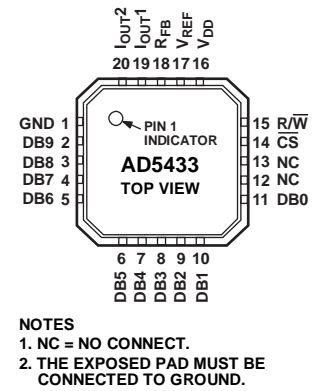 IOUT2 IOUT1 RFB VREF VDD
20 19 18 17 16
GND 1
DB9 2
DB8 3
DB7 4
DB6 5
PIN 1
INDICATOR
AD5433
TOP VIEW
15 R/W̅
14 C̅S̅
13 NC
12 NC
11 DB0
6 7 8 9 10
DB5 DB4 DB3 DB2 DB1
NOTES
1. NC = NO CONNECT.
2. THE EXPOSED PAD MUST BE
CONNECTED TO GROUND.